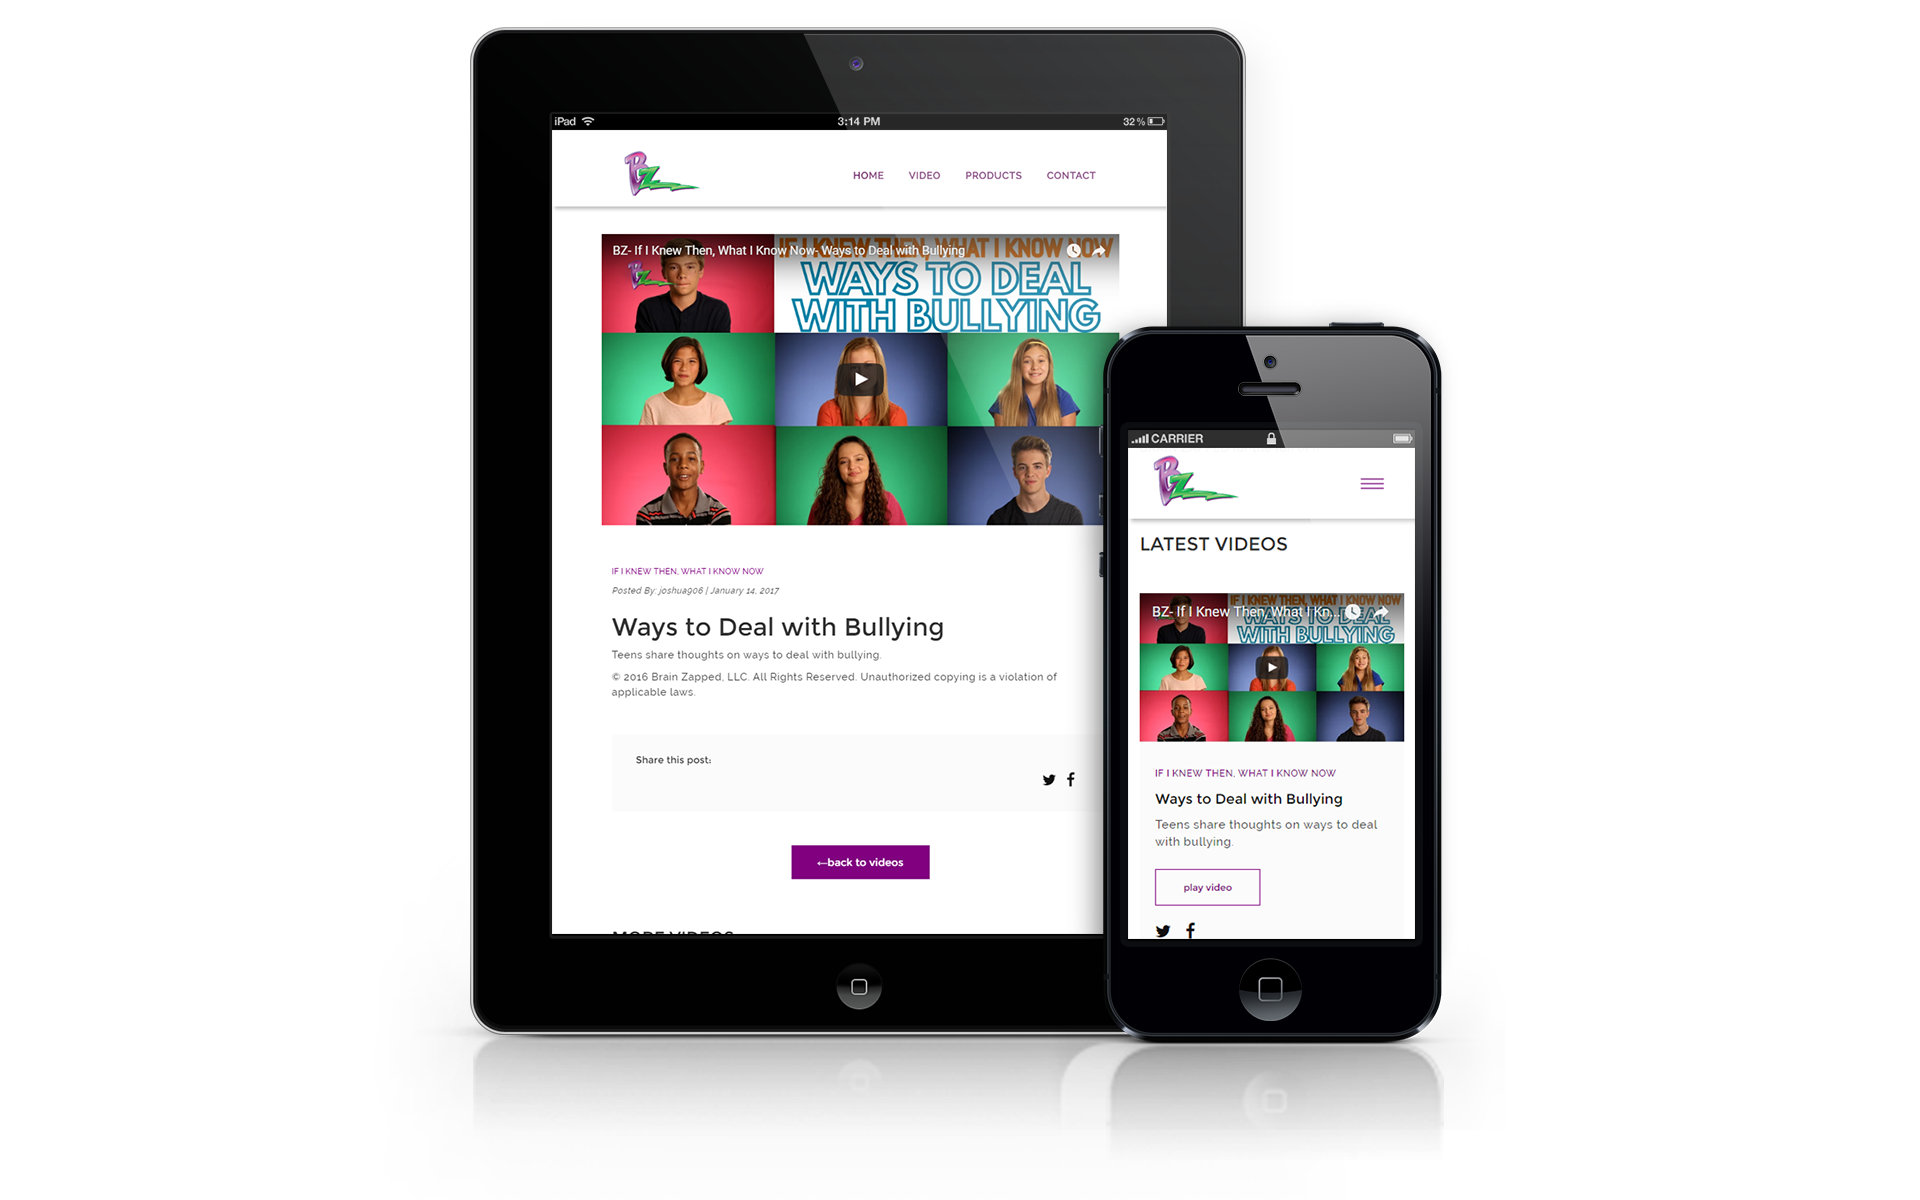 iPad 3:14 PM 32%
BZ
HOME VIDEO PRODUCTS CONTACT
BZ- If I Knew Then, What I Know Now- Ways to Deal with Bullying
IF I KNEW THEN, WHAT I KNOW NOW
WAYS TO DEAL
WITH BULLYING
BZ
IF I KNEW THEN, WHAT I KNOW NOW
Posted By: joshua906 | January 14, 2017
Ways to Deal with Bullying
Teens share thoughts on ways to deal with bullying.
© 2016 Brain Zapped, LLC. All Rights Reserved. Unauthorized copying is a violation of
applicable laws.
Share this post:
←back to videos
MORE VIDEOS
CARRIER
BZ
LATEST VIDEOS
BZ- If I Knew Then, What I Kn...
IF I KNEW THEN, WHAT I KNOW NOW
WAYS TO DEAL
WITH BULLYING
IF I KNEW THEN, WHAT I KNOW NOW
Ways to Deal with Bullying
Teens share thoughts on ways to deal
with bullying.
play video